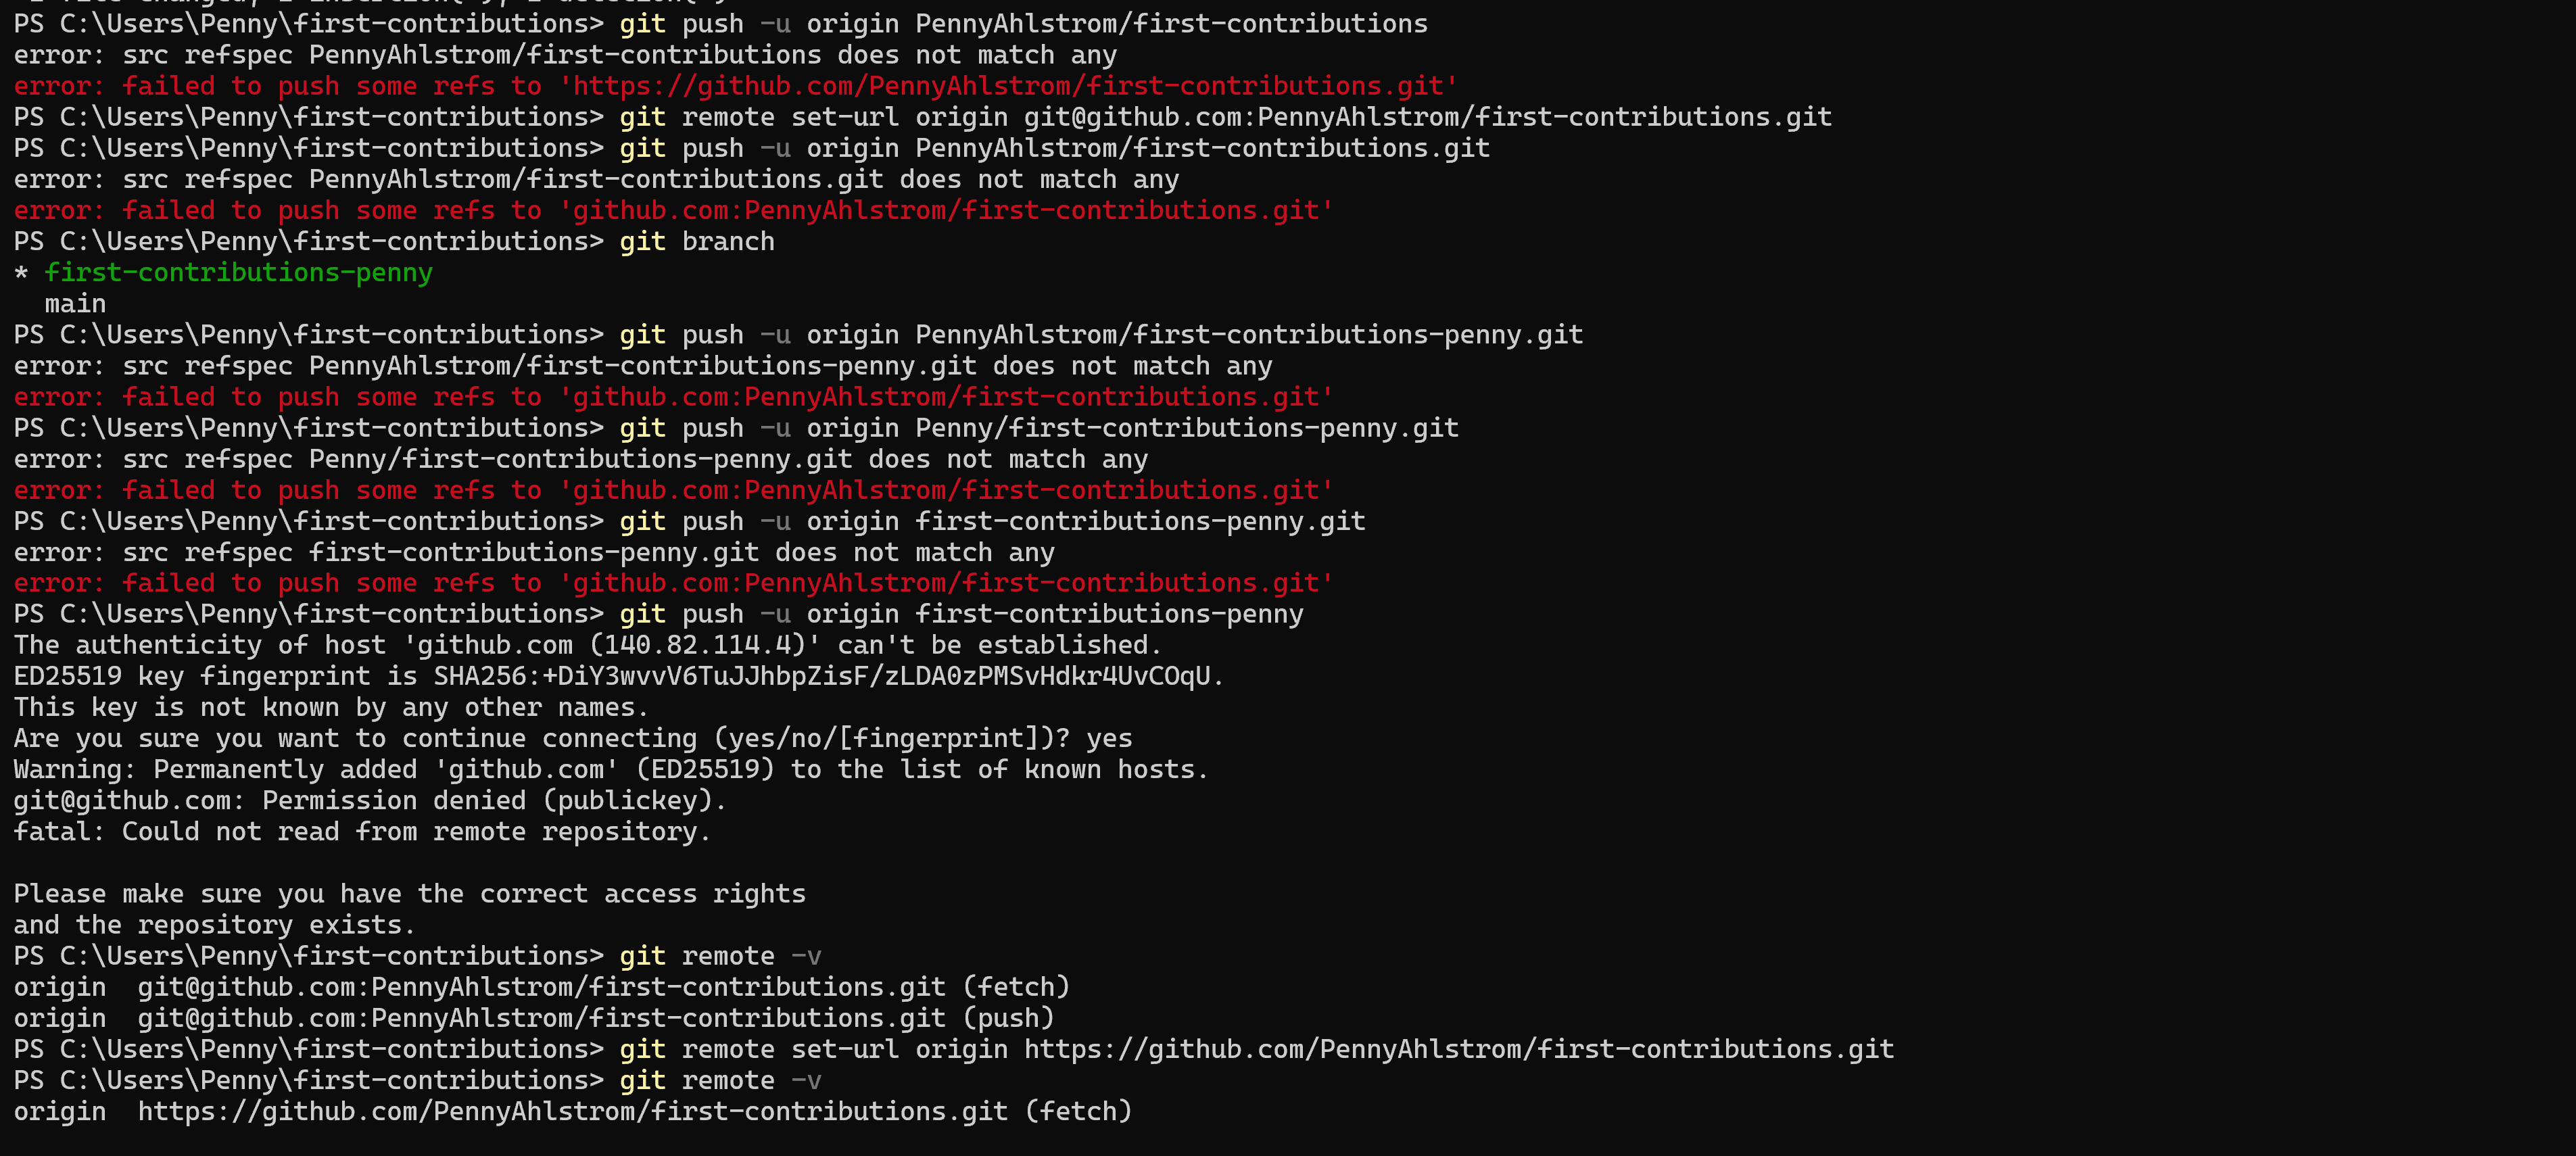 PS C:\Users\Penny\first-contributions> git push -u origin PennyAhlstrom/first-contributions
error: src refspec PennyAhlstrom/first-contributions does not match any
error: failed to push some refs to 'https://github.com/PennyAhlstrom/first-contributions.git'
PS C:\Users\Penny\first-contributions> git remote set-url origin git@github.com:PennyAhlstrom/first-contributions.git
PS C:\Users\Penny\first-contributions> git push -u origin PennyAhlstrom/first-contributions.git
error: src refspec PennyAhlstrom/first-contributions.git does not match any
error: failed to push some refs to 'github.com:PennyAhlstrom/first-contributions.git'
PS C:\Users\Penny\first-contributions> git branch
* first-contributions-penny
  main
PS C:\Users\Penny\first-contributions> git push -u origin PennyAhlstrom/first-contributions-penny.git
error: src refspec PennyAhlstrom/first-contributions-penny.git does not match any
error: failed to push some refs to 'github.com:PennyAhlstrom/first-contributions.git'
PS C:\Users\Penny\first-contributions> git push -u origin Penny/first-contributions-penny.git
error: src refspec Penny/first-contributions-penny.git does not match any
error: failed to push some refs to 'github.com:PennyAhlstrom/first-contributions.git'
PS C:\Users\Penny\first-contributions> git push -u origin first-contributions-penny.git
error: src refspec first-contributions-penny.git does not match any
error: failed to push some refs to 'github.com:PennyAhlstrom/first-contributions.git'
PS C:\Users\Penny\first-contributions> git push -u origin first-contributions-penny
The authenticity of host 'github.com (140.82.114.4)' can't be established.
ED25519 key fingerprint is SHA256:+DiY3wvvV6TuJJhbpZisF/zLDA0zPMSvHdkr4UvCOqU.
This key is not known by any other names.
Are you sure you want to continue connecting (yes/no/[fingerprint])? yes
Warning: Permanently added 'github.com' (ED25519) to the list of known hosts.
git@github.com: Permission denied (publickey).
fatal: Could not read from remote repository.

Please make sure you have the correct access rights
and the repository exists.
PS C:\Users\Penny\first-contributions> git remote -v
origin  git@github.com:PennyAhlstrom/first-contributions.git (fetch)
origin  git@github.com:PennyAhlstrom/first-contributions.git (push)
PS C:\Users\Penny\first-contributions> git remote set-url origin https://github.com/PennyAhlstrom/first-contributions.git
PS C:\Users\Penny\first-contributions> git remote -v
origin  https://github.com/PennyAhlstrom/first-contributions.git (fetch)